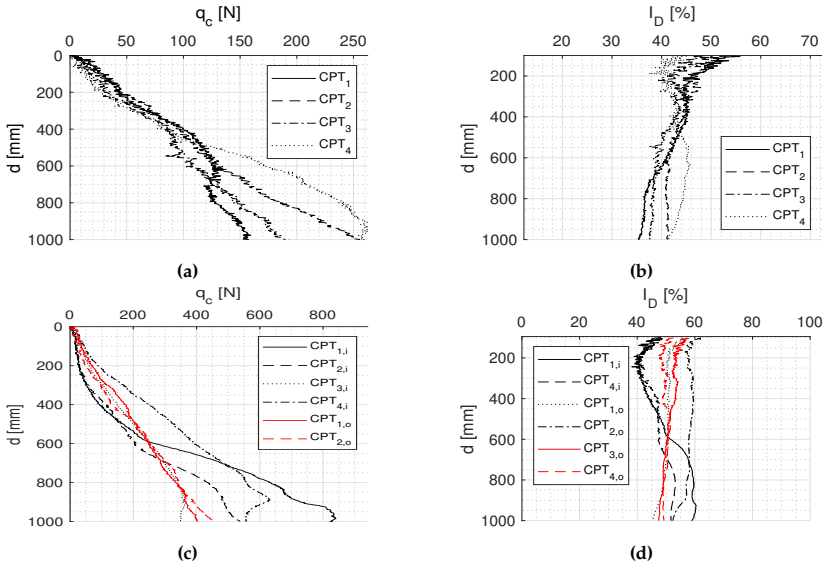 q_c [N]
0 50 100 150 200 250
0
200
400
600
800
1000
d [mm]
CPT_1
CPT_2
CPT_3
CPT_4
(a)
I_D [%]
20 30 40 50 60 70
200
400
600
800
1000
d [mm]
CPT_1
CPT_2
CPT_3
CPT_4
(b)
q_c [N]
0 200 400 600 800
0
200
400
600
800
1000
d [mm]
CPT_1,i
CPT_2,i
CPT_3,i
CPT_4,i
CPT_1,o
CPT_2,o
(c)
I_D [%]
0 20 40 60 80 100
200
400
600
800
1000
d [mm]
CPT_1,i
CPT_4,i
CPT_1,o
CPT_2,o
CPT_3,o
CPT_4,o
(d)